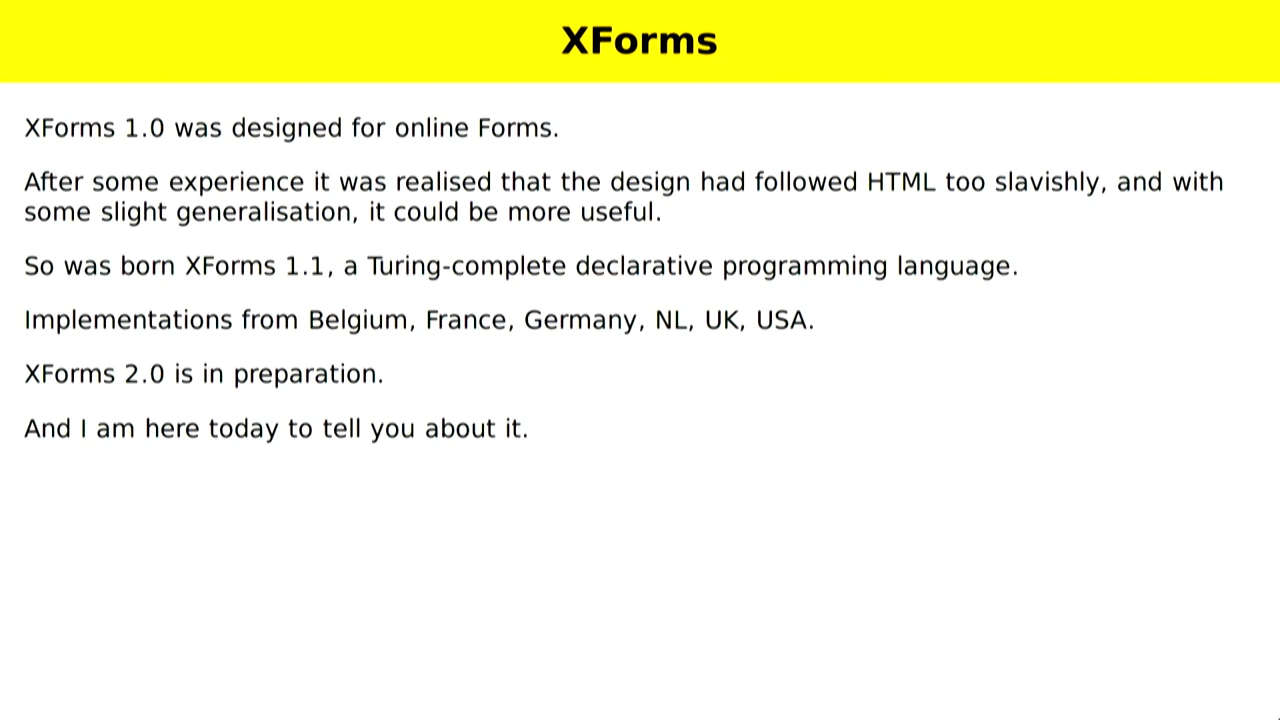 XForms
XForms 1.0 was designed for online Forms.
After some experience it was realised that the design had followed HTML too slavishly, and with
some slight generalisation, it could be more useful.
So was born XForms 1.1, a Turing-complete declarative programming language.
Implementations from Belgium, France, Germany, NL, UK, USA.
XForms 2.0 is in preparation.
And I am here today to tell you about it.